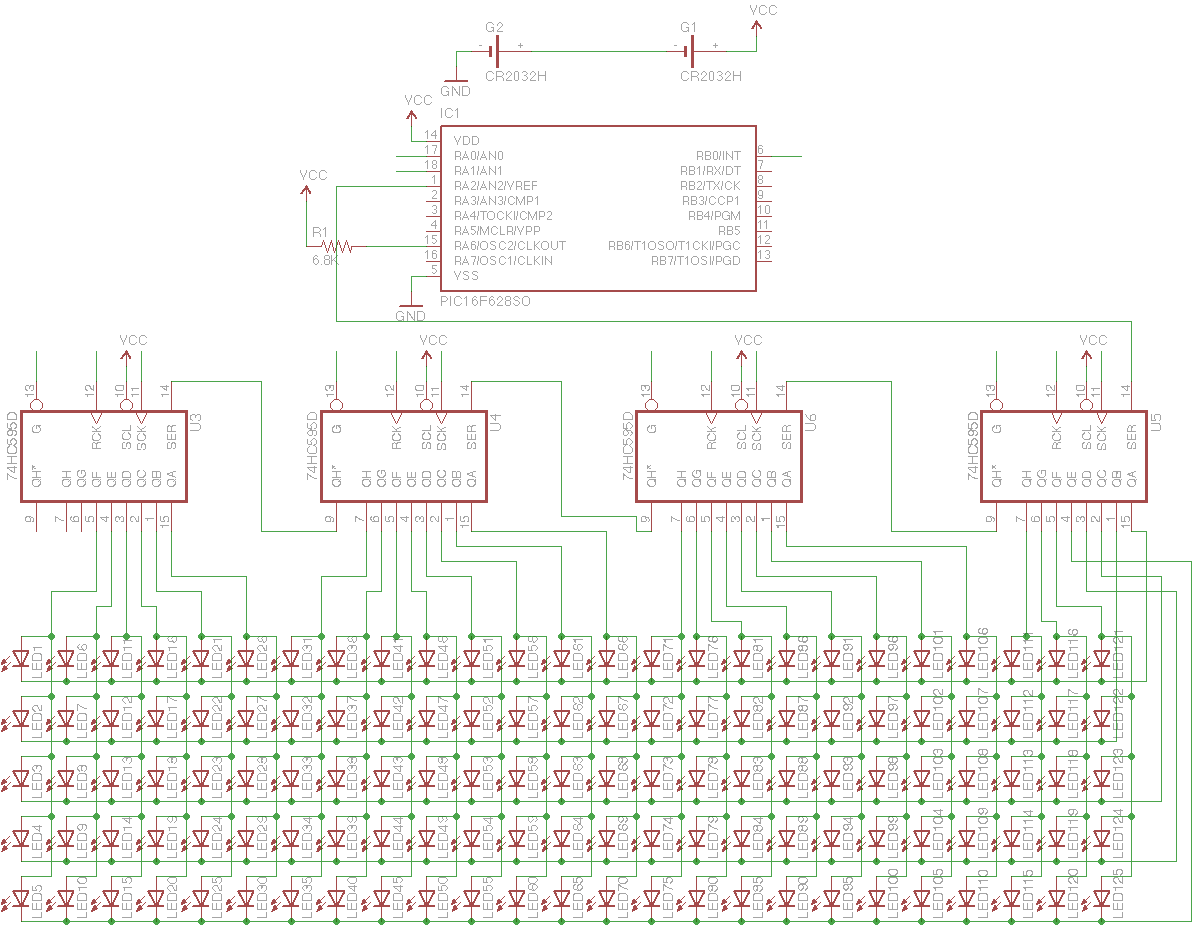 VCC
G2
G1
- +
- +
CR2032H
CR2032H
GND
VCC
IC1
14 VDD
17 RA0/AN0
18 RA1/AN1
1 RA2/AN2/VREF
2 RA3/AN3/CMP1
3 RA4/TOCKI/CMP2
4 RA5/MCLR/VPP
15 RA6/OSC2/CLKOUT
16 RA7/OSC1/CLKIN
5 VSS
RB0/INT 6
RB1/RX/DT 7
RB2/TX/CK 8
RB3/CCP1 9
RB4/PGM 10
RB5 11
RB6/T1OSO/T1CKI/PGC 12
RB7/T1OSI/PGD 13
PIC16F628SO
VCC
R1
6.8K
GND
VCC
VCC
VCC
VCC
13 12 10 11 14
13 12 10 11 14
13 12 10 11 14
13 12 10 11 14
74HC595D
G RCK SCL SCK SER
U3
QH* QH QG QF QE QD QC QB QA
9 7 6 5 4 3 2 1 15
74HC595D
G RCK SCL SCK SER
U4
QH* QH QG QF QE QD QC QB QA
9 7 6 5 4 3 2 1 15
74HC595D
G RCK SCL SCK SER
U6
QH* QH QG QF QE QD QC QB QA
9 7 6 5 4 3 2 1 15
74HC595D
G RCK SCL SCK SER
U5
QH* QH QG QF QE QD QC QB QA
9 7 6 5 4 3 2 1 15
LED1 LED6 LED11 LED16 LED21 LED26 LED31 LED36 LED41 LED46 LED51 LED56 LED61 LED66 LED71 LED76 LED81 LED86 LED91 LED96 LED101 LED106 LED111 LED116 LED121
LED2 LED7 LED12 LED17 LED22 LED27 LED32 LED37 LED42 LED47 LED52 LED57 LED62 LED67 LED72 LED77 LED82 LED87 LED92 LED97 LED102 LED107 LED112 LED117 LED122
LED3 LED8 LED13 LED18 LED23 LED28 LED33 LED38 LED43 LED48 LED53 LED58 LED63 LED68 LED73 LED78 LED83 LED88 LED93 LED98 LED103 LED108 LED113 LED118 LED123
LED4 LED9 LED14 LED19 LED24 LED29 LED34 LED39 LED44 LED49 LED54 LED59 LED64 LED69 LED74 LED79 LED84 LED89 LED94 LED99 LED104 LED109 LED114 LED119 LED124
LED5 LED10 LED15 LED20 LED25 LED30 LED35 LED40 LED45 LED50 LED55 LED60 LED65 LED70 LED75 LED80 LED85 LED90 LED95 LED100 LED105 LED110 LED115 LED120 LED125